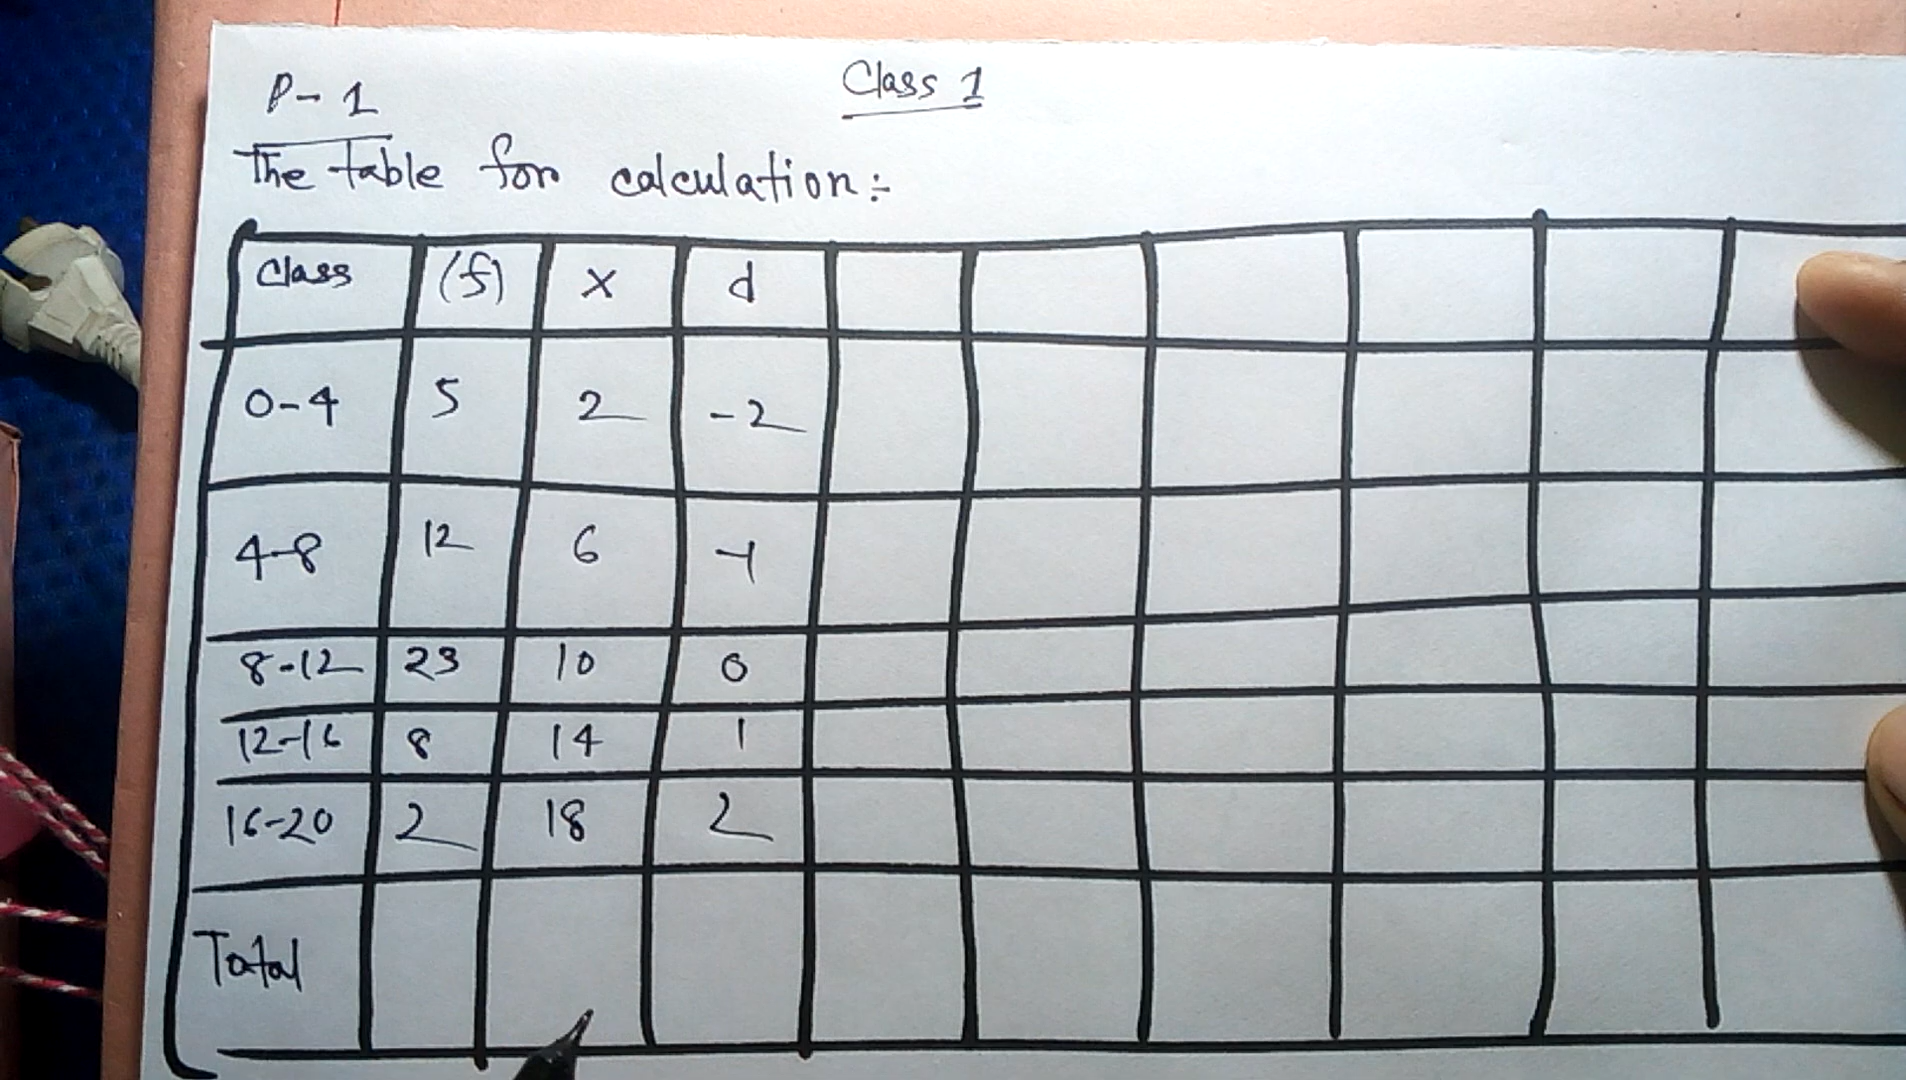 P-1
Class 1
The table for calculation:-
Class (f) x d
0-4 5 2 -2
4-8 12 6 -1
8-12 23 10 0
12-16 8 14 1
16-20 2 18 2
Total